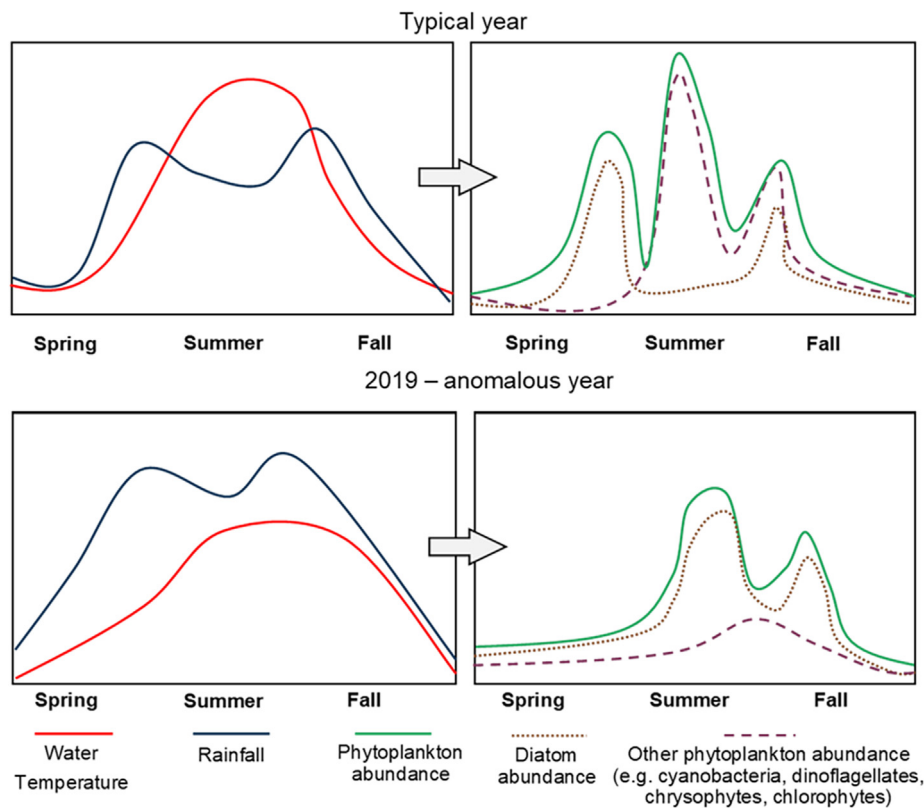 Typical year
Spring Summer Fall
Spring Summer Fall
2019 – anomalous year
Spring Summer Fall
Spring Summer Fall
Water
Temperature
Rainfall
Phytoplankton
abundance
Diatom
abundance
Other phytoplankton abundance
(e.g. cyanobacteria, dinoflagellates,
chrysophytes, chlorophytes)